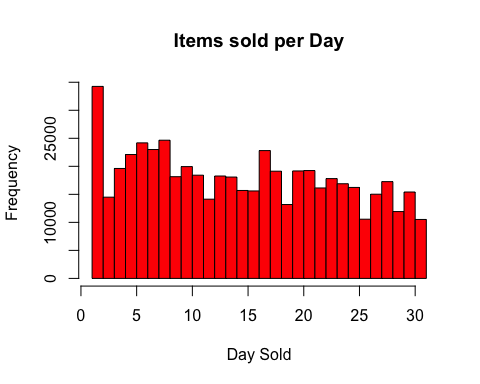 Items sold per Day
Frequency
25000
10000
0
0 5 10 15 20 25 30
Day Sold